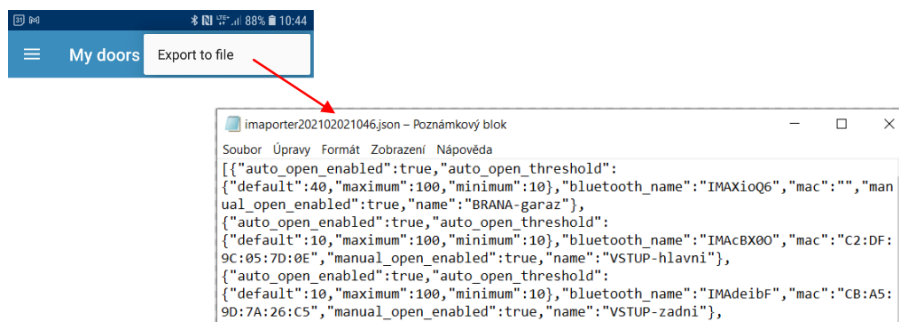 31 88% 10:44
My doors Export to file
imaporter202102021046.json – Poznámkový blok
Soubor Úpravy Formát Zobrazení Nápověda
[{"auto_open_enabled":true,"auto_open_threshold":
{"default":40,"maximum":100,"minimum":10},"bluetooth_name":"IMAXioQ6","mac":"","man
ual_open_enabled":true,"name":"BRANA-garaz"},
{"auto_open_enabled":true,"auto_open_threshold":
{"default":10,"maximum":100,"minimum":10},"bluetooth_name":"IMAcBX0O","mac":"C2:DF:
9C:05:7D:0E","manual_open_enabled":true,"name":"VSTUP-hlavni"},
{"auto_open_enabled":true,"auto_open_threshold":
{"default":10,"maximum":100,"minimum":10},"bluetooth_name":"IMAdeibF","mac":"CB:A5:
9D:7A:26:C5","manual_open_enabled":true,"name":"VSTUP-zadni"},